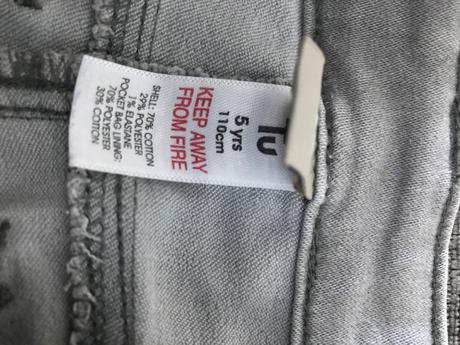 TU
5 yrs
110cm
KEEP AWAY
FROM FIRE
SHELL: 70% COTTON
29% POLYESTER
1% ELASTANE
POCKET BAG LINING:
70% POLYESTER
30% COTTON